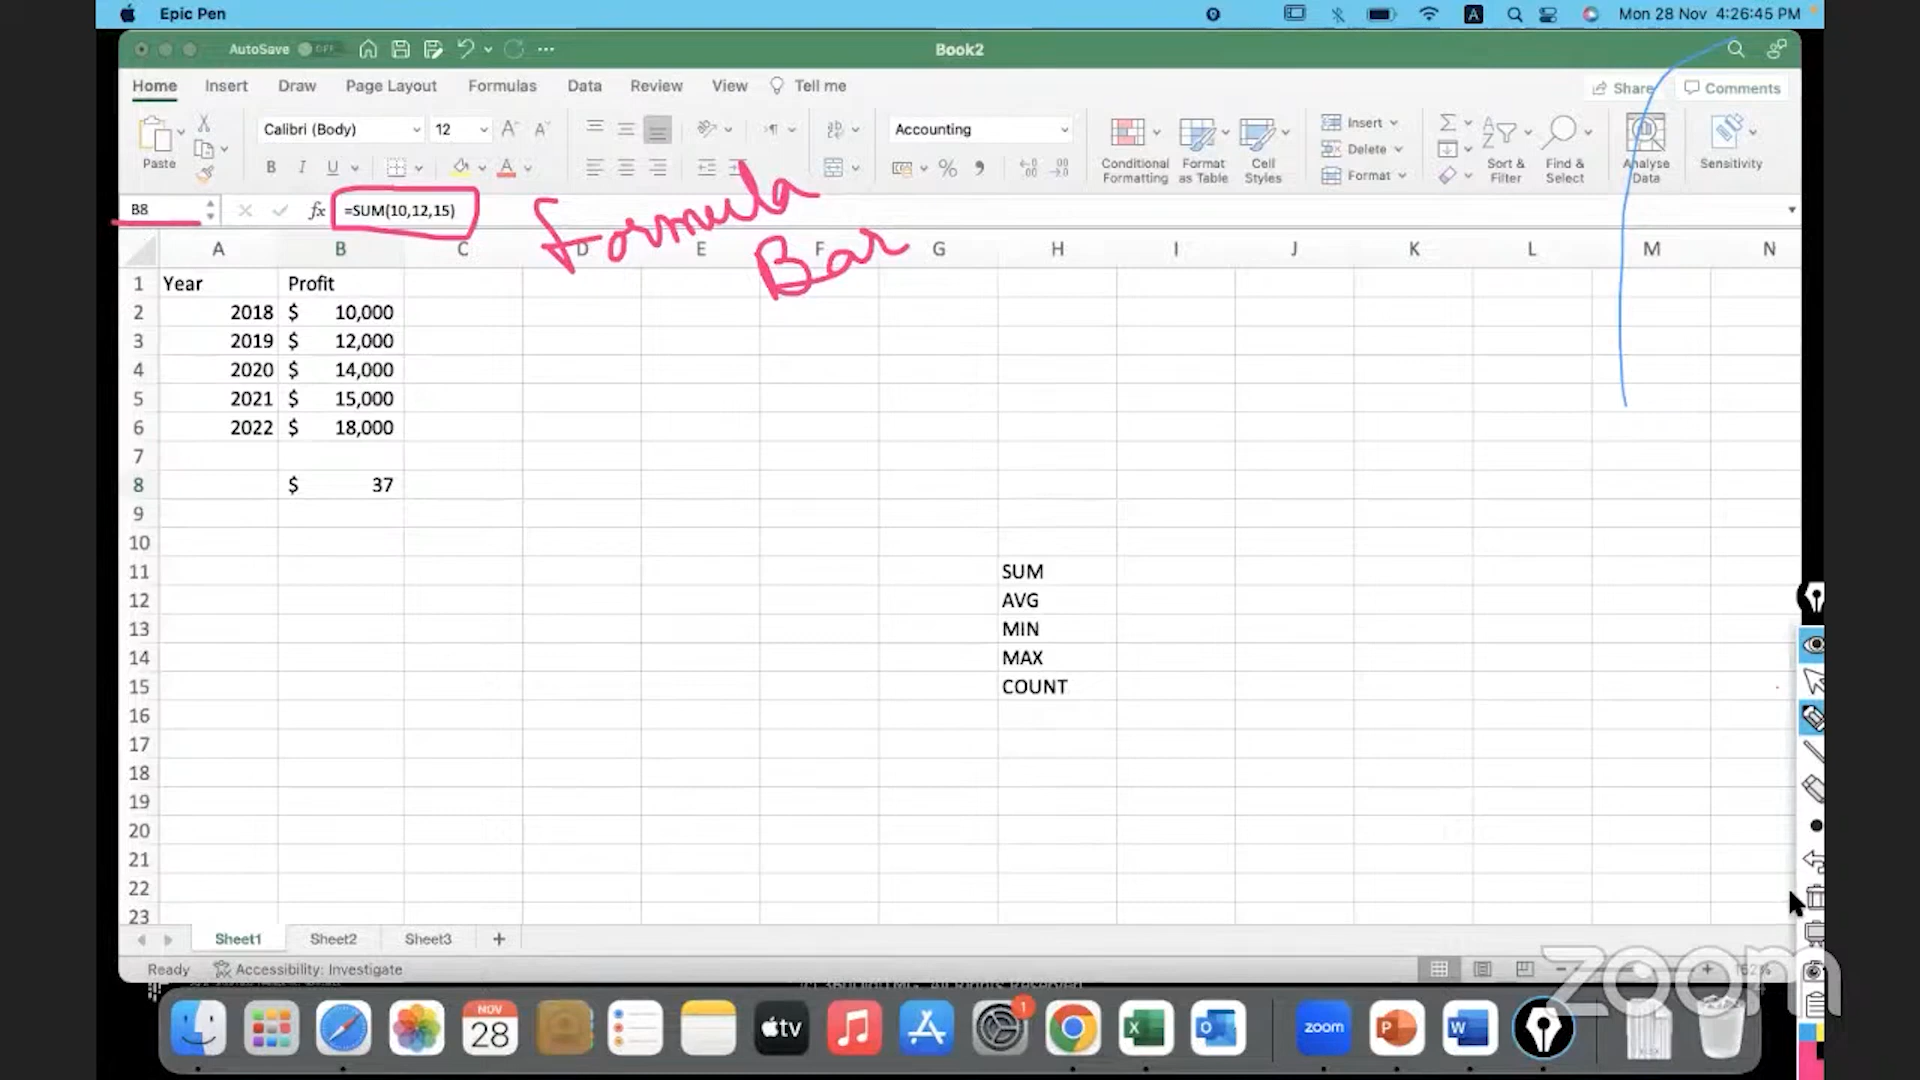 Epic Pen
A
Mon 28 Nov 4:26:45 PM
AutoSave OFF
Book2
Home Insert Draw Page Layout Formulas Data Review View Tell me
Share Comments
Paste
Calibri (Body) 12
B I U
Accounting
Conditional Formatting
Format as Table
Cell Styles
Insert
Delete
Format
Sort & Filter
Find & Select
Analyse Data
Sensitivity
B8 fx =SUM(10,12,15)
Formula
Bar
A B C D E F G H I J K L M N
1 Year Profit
2 2018 $ 10,000
3 2019 $ 12,000
4 2020 $ 14,000
5 2021 $ 15,000
6 2022 $ 18,000
7
8 $ 37
9
10
11 SUM
12 AVG
13 MIN
14 MAX
15 COUNT
16
17
18
19
20
21
22
23
Sheet1 Sheet2 Sheet3 +
Ready Accessibility: Investigate
zoom
NOV
28
tv
1
X
O
zoom
P
W